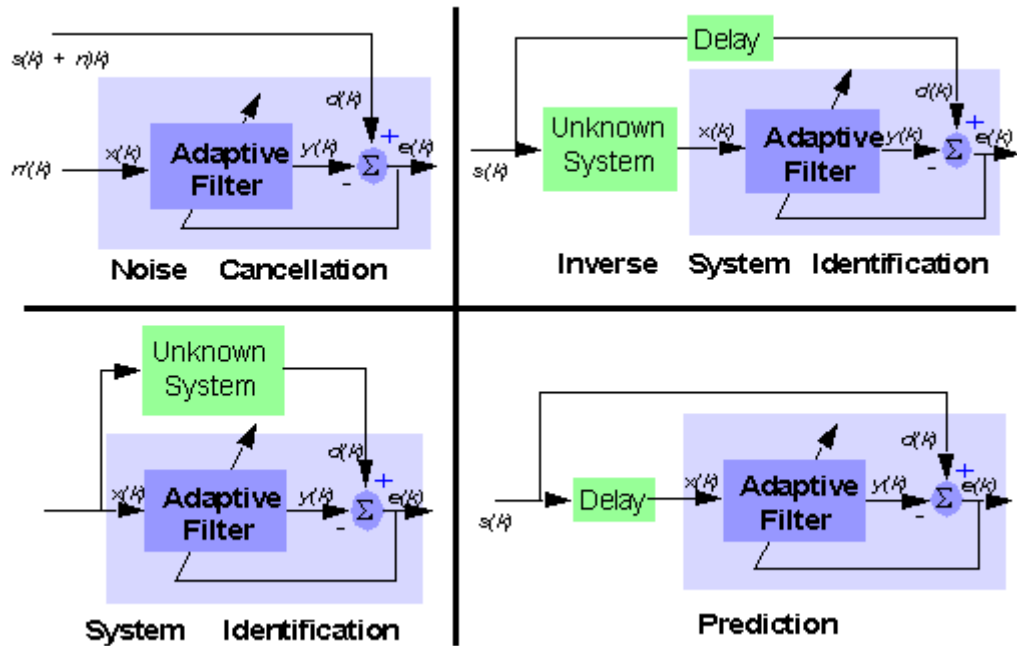 s(k) + n)k)
d(k)
+
n'(k)
x(k)
Adaptive
Filter
y(k)
-
Σ
e(k)
Noise Cancellation
Delay
d(k)
+
s(k)
Unknown
System
x(k)
Adaptive
Filter
y(k)
-
Σ
e(k)
Inverse System Identification
Unknown
System
d(k)
+
x(k)
Adaptive
Filter
y(k)
-
Σ
e(k)
System Identification
d(k)
+
s(k)
Delay
x(k)
Adaptive
Filter
y(k)
-
Σ
e(k)
Prediction